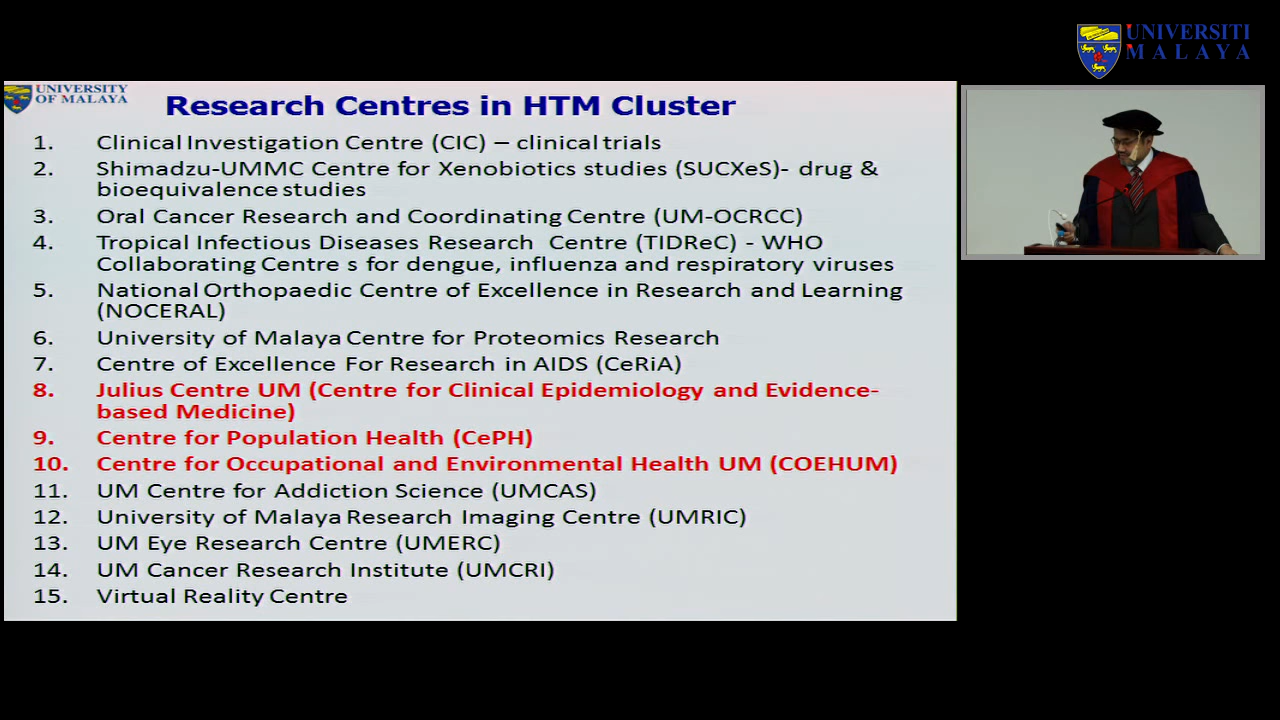 UNIVERSITI
MALAYA
UNIVERSITY
OF MALAYA
Research Centres in HTM Cluster
1. Clinical Investigation Centre (CIC) – clinical trials
2. Shimadzu-UMMC Centre for Xenobiotics studies (SUCXeS)- drug &
bioequivalence studies
3. Oral Cancer Research and Coordinating Centre (UM-OCRCC)
4. Tropical Infectious Diseases Research Centre (TIDReC) - WHO
Collaborating Centre s for dengue, influenza and respiratory viruses
5. National Orthopaedic Centre of Excellence in Research and Learning
(NOCERAL)
6. University of Malaya Centre for Proteomics Research
7. Centre of Excellence For Research in AIDS (CeRiA)
8. Julius Centre UM (Centre for Clinical Epidemiology and Evidence-
based Medicine)
9. Centre for Population Health (CePH)
10. Centre for Occupational and Environmental Health UM (COEHUM)
11. UM Centre for Addiction Science (UMCAS)
12. University of Malaya Research Imaging Centre (UMRIC)
13. UM Eye Research Centre (UMERC)
14. UM Cancer Research Institute (UMCRI)
15. Virtual Reality Centre